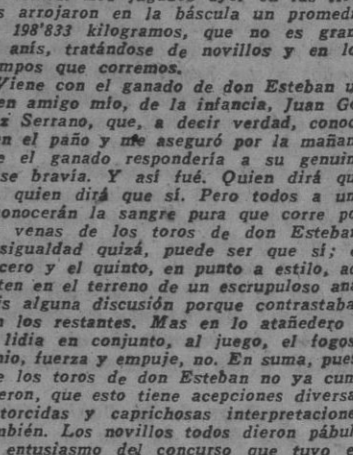 arrojaron en la báscula un promedi
198'833 kilogramos, que no es gran
anís, tratándose de novillos y en lo
mpos que corremos.
Viene con el ganado de don Esteban u
en amigo mío, de la infancia, Juan Gó
z Serrano, que, a decir verdad, conoc
n el paño y me aseguró por la mañan
e el ganado respondería a su genuin
se bravía. Y así fué. Quien dirá qu
quien dirá que sí. Pero todos a un
onocerán la sangre pura que corre po
venas de los toros de don Esteban
sigualdad quizá, puede ser que sí; e
cero y el quinto, en punto a estilo, ad
ten en el terreno de un escrupuloso aná
is alguna discusión porque contrastaba
n los restantes. Mas en lo atañedero
lidia en conjunto, al juego, el fogos
nio, fuerza y empuje, no. En suma, pue
e los toros de don Esteban no ya cum
ieron, que esto tiene acepciones diversa
torcidas y caprichosas interpretacione
mbién. Los novillos todos dieron pábul
entusiasmo del concurso que tuvo e